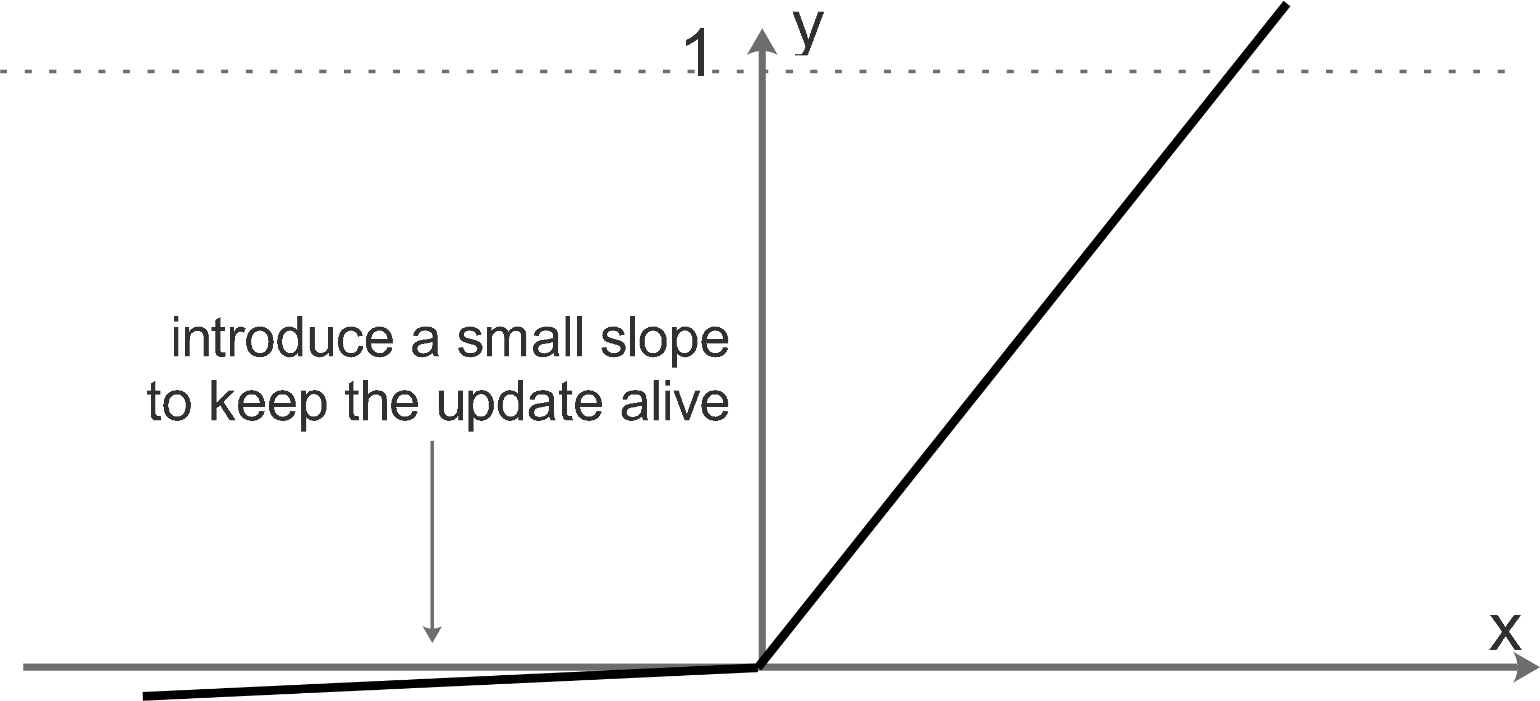 1
y
introduce a small slope
to keep the update alive
x